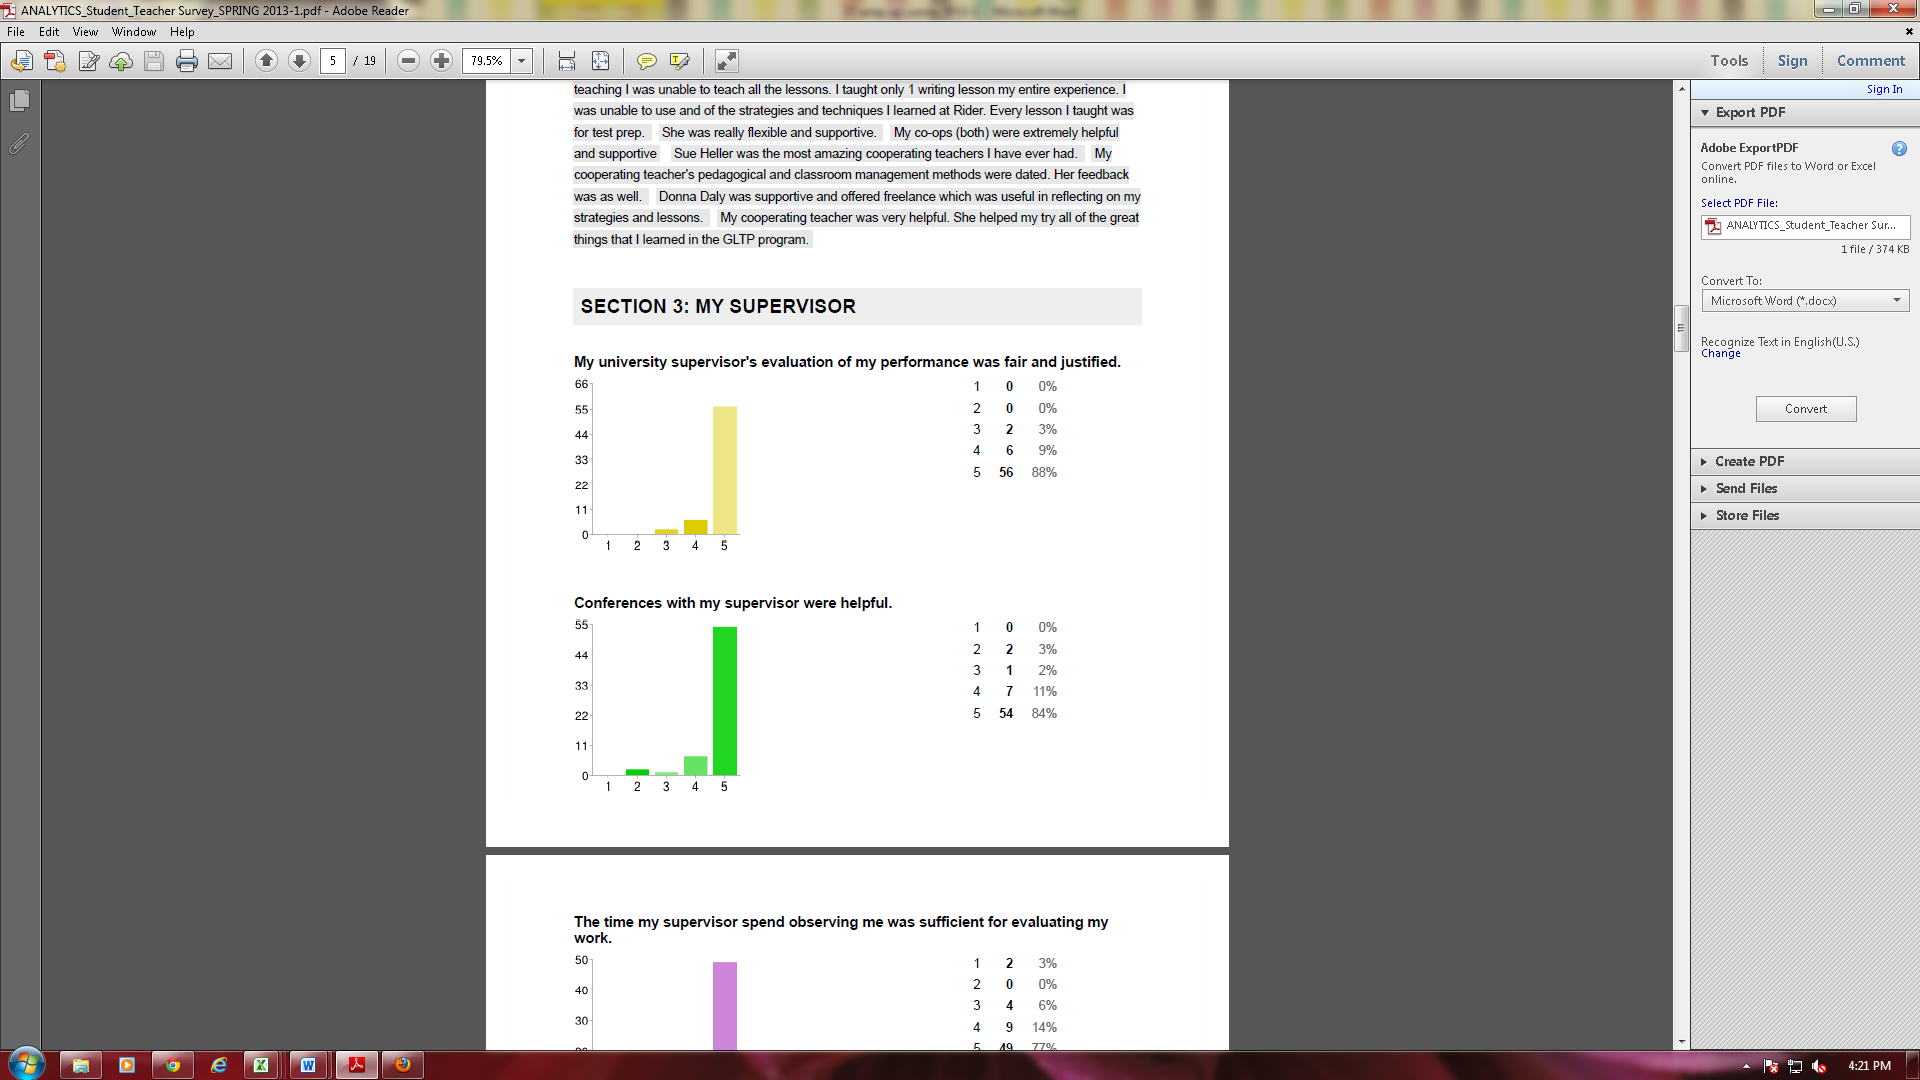 ANALYTICS_Student_Teacher Survey_SPRING 2013-1.pdf - Adobe Reader
File Edit View Window Help
5 / 19 79.5% Tools Sign Comment
Sign In
teaching I was unable to teach all the lessons. I taught only 1 writing lesson my entire experience. I
was unable to use and of the strategies and techniques I learned at Rider. Every lesson I taught was
for test prep. She was really flexible and supportive. My co-ops (both) were extremely helpful
and supportive Sue Heller was the most amazing cooperating teachers I have ever had. My
cooperating teacher's pedagogical and classroom management methods were dated. Her feedback
was as well. Donna Daly was supportive and offered freelance which was useful in reflecting on my
strategies and lessons. My cooperating teacher was very helpful. She helped my try all of the great
things that I learned in the GLTP program.
SECTION 3: MY SUPERVISOR
My university supervisor's evaluation of my performance was fair and justified.
66
55
44
33
22
11
0
1 2 3 4 5
1 0 0%
2 0 0%
3 2 3%
4 6 9%
5 56 88%
Conferences with my supervisor were helpful.
55
44
33
22
11
0
1 2 3 4 5
1 0 0%
2 2 3%
3 1 2%
4 7 11%
5 54 84%
The time my supervisor spend observing me was sufficient for evaluating my
work.
50
40
30
1 2 3%
2 0 0%
3 4 6%
4 9 14%
5 49 77%
Export PDF
Adobe ExportPDF
Convert PDF files to Word or Excel
online.
Select PDF File:
ANALYTICS_Student_Teacher Sur...
1 file / 374 KB
Convert To:
Microsoft Word (*.docx)
Recognize Text in English(U.S.)
Change
Convert
Create PDF
Send Files
Store Files
4:21 PM